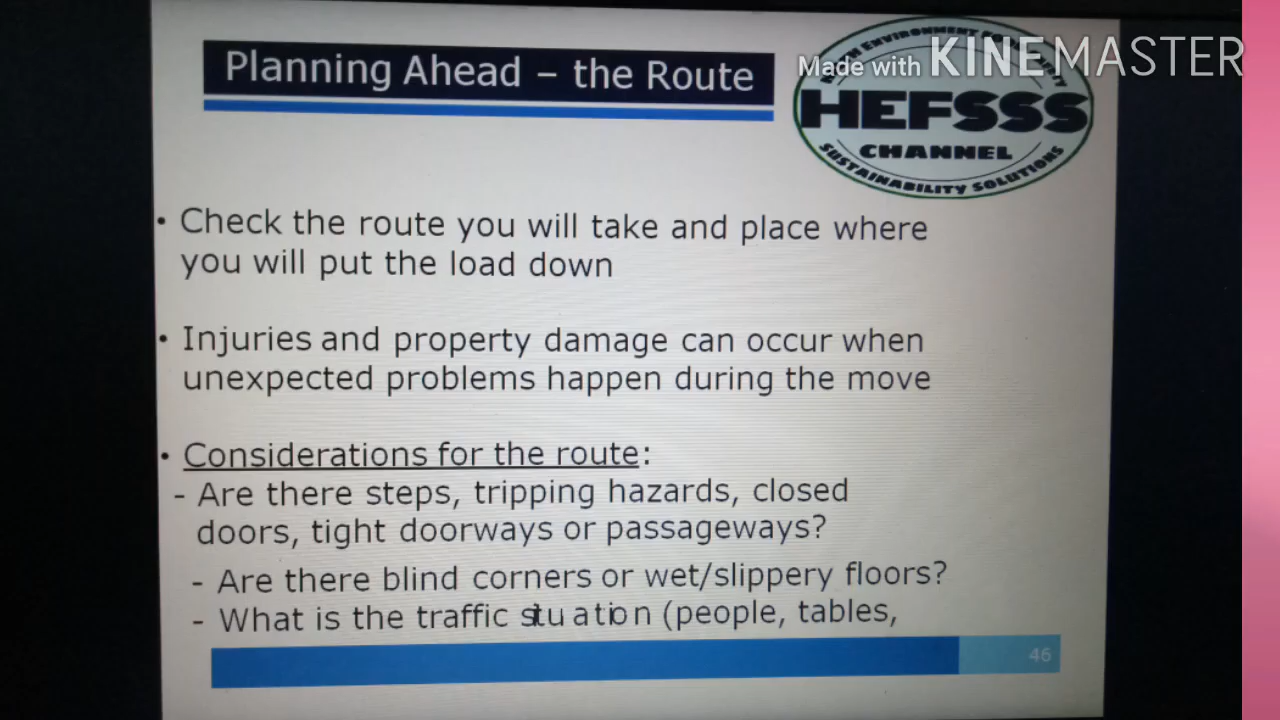 Planning Ahead – the Route
Made with KINEMASTER
HEFSSS
CHANNEL
SUSTAINABILITY SOLUTIONS
• Check the route you will take and place where
you will put the load down
• Injuries and property damage can occur when
unexpected problems happen during the move
• Considerations for the route:
- Are there steps, tripping hazards, closed
doors, tight doorways or passageways?
- Are there blind corners or wet/slippery floors?
- What is the traffic situation (people, tables,
46